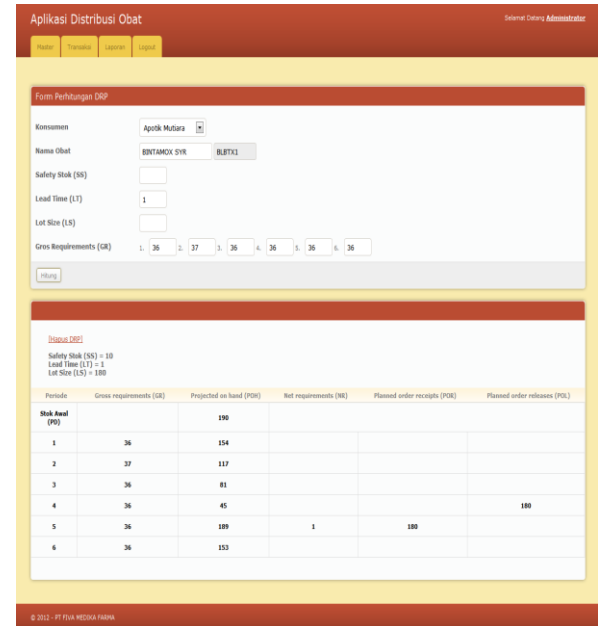 Aplikasi Distribusi Obat
Selamat Datang Administrator
Master Transaksi Laporan Logout
Form Perhitungan DRP
Konsumen Apotik Mutiara
Nama Obat BINTAMOX SYR BLBTX1
Safety Stok (SS)
Lead Time (LT) 1
Lot Size (LS)
Gros Requirements (GR) 1. 36 2. 37 3. 36 4. 36 5. 36 6. 36
Hitung
[Hapus DRP]
Safety Stok (SS) = 10
Lead Time (LT) = 1
Lot Size (LS) = 180
Periode Gross requirements (GR) Projected on hand (POH) Net requirements (NR) Planned order receipts (POR) Planned order releases (POL)
Stok Awal (PD) 190
1 36 154
2 37 117
3 36 81
4 36 45 180
5 36 189 1 180
6 36 153
© 2012 - PT FIVA MEDIKA FARMA